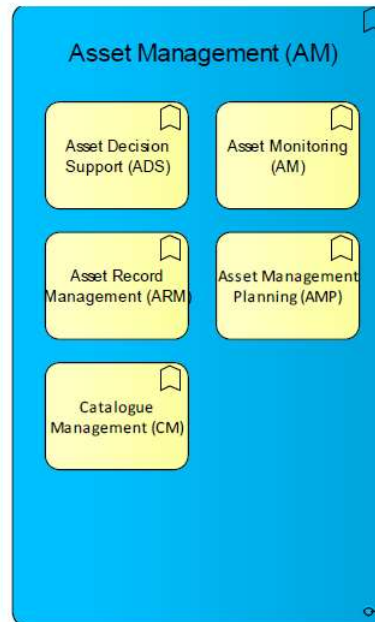 Asset Management (AM)
Asset Decision
Support (ADS)
Asset Monitoring
(AM)
Asset Record
Management (ARM)
Asset Management
Planning (AMP)
Catalogue
Management (CM)